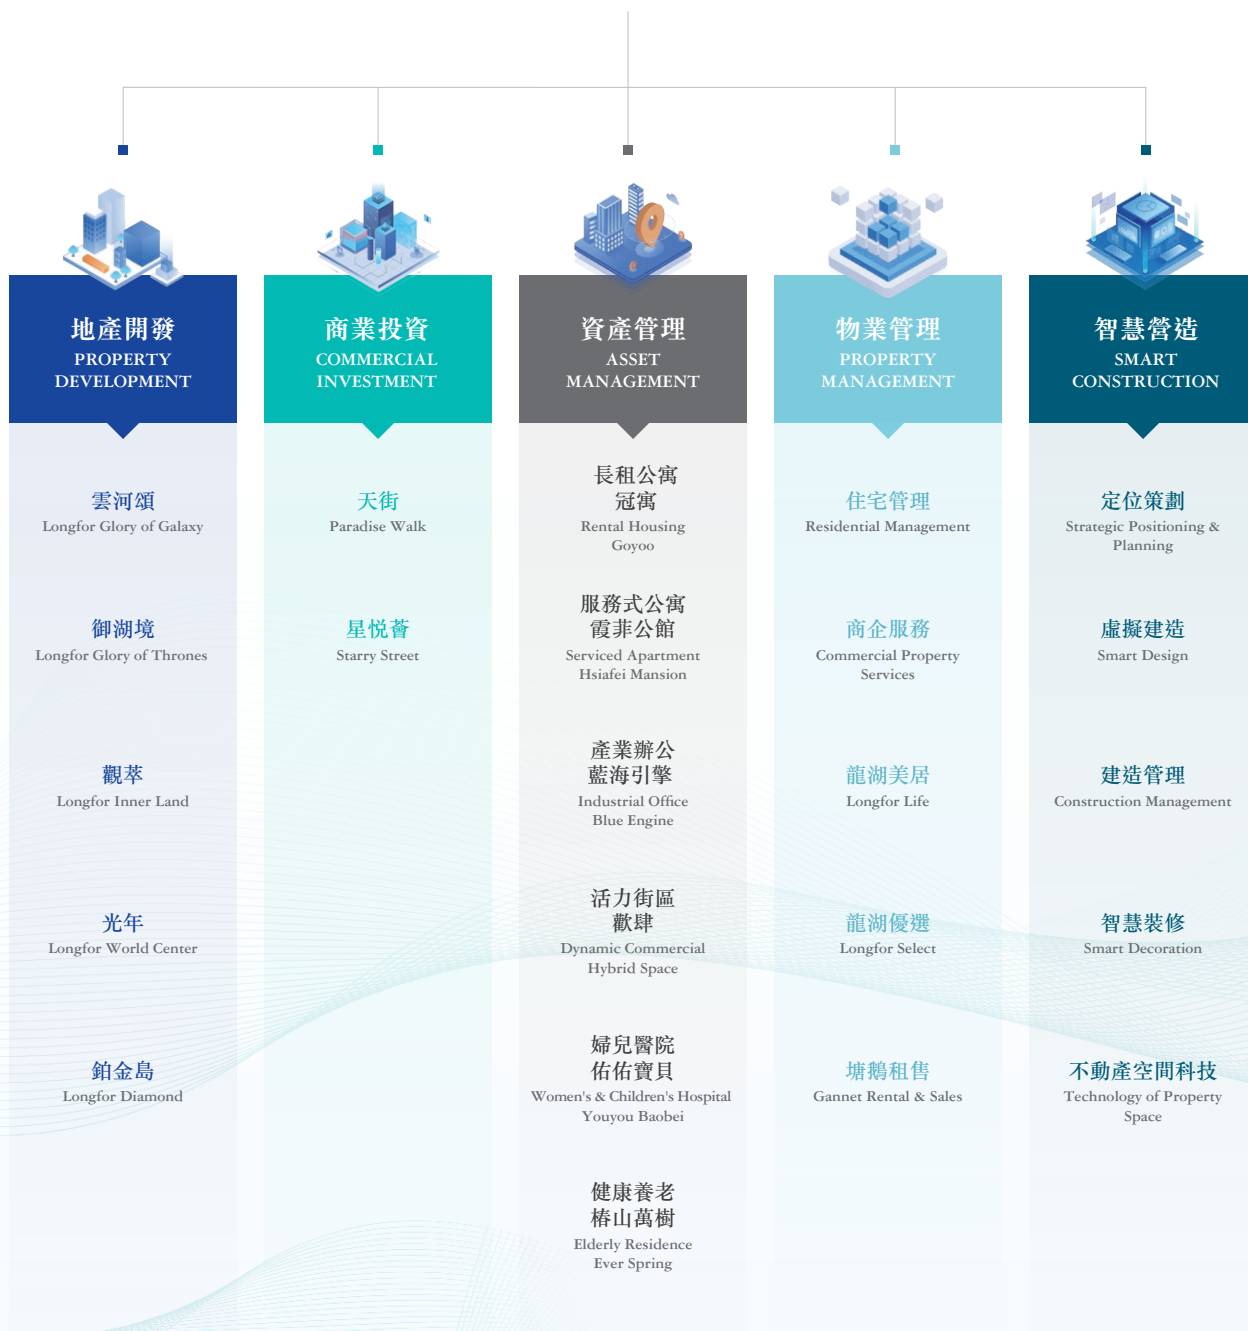 地產開發
PROPERTY
DEVELOPMENT
雲河頌
Longfor Glory of Galaxy
御湖境
Longfor Glory of Thrones
觀萃
Longfor Inner Land
光年
Longfor World Center
鉑金島
Longfor Diamond
商業投資
COMMERCIAL
INVESTMENT
天街
Paradise Walk
星悦薈
Starry Street
資產管理
ASSET
MANAGEMENT
長租公寓
冠寓
Rental Housing
Goyoo
服務式公寓
霞菲公館
Serviced Apartment
Hsiafei Mansion
產業辦公
藍海引擎
Industrial Office
Blue Engine
活力街區
歡肆
Dynamic Commercial
Hybrid Space
婦兒醫院
佑佑寶貝
Women's & Children's Hospital
Youyou Baobei
健康養老
椿山萬樹
Elderly Residence
Ever Spring
物業管理
PROPERTY
MANAGEMENT
住宅管理
Residential Management
商企服務
Commercial Property
Services
龍湖美居
Longfor Life
龍湖優選
Longfor Select
塘鵝租售
Gannet Rental & Sales
智慧營造
SMART
CONSTRUCTION
定位策劃
Strategic Positioning &
Planning
虛擬建造
Smart Design
建造管理
Construction Management
智慧裝修
Smart Decoration
不動產空間科技
Technology of Property
Space